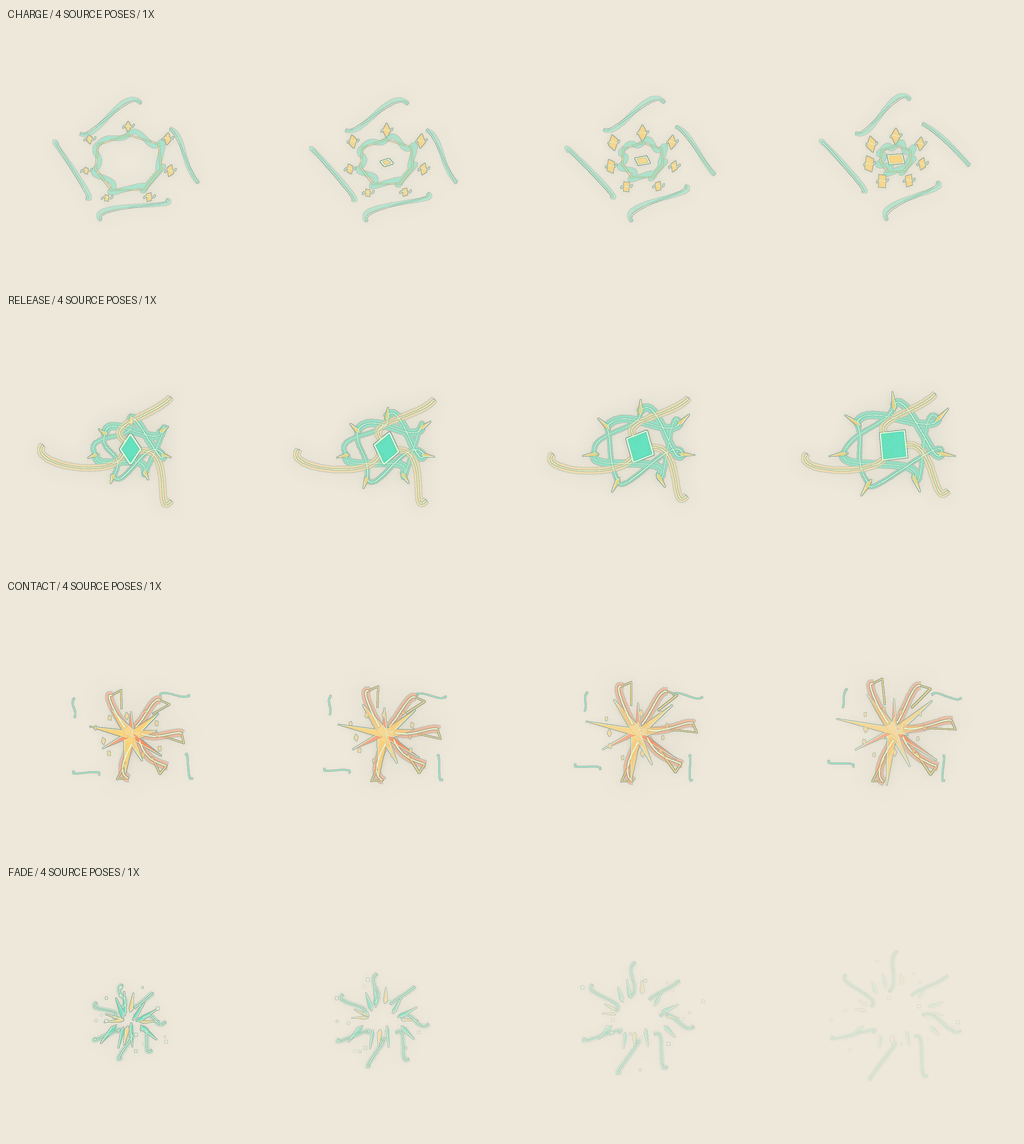 CHARGE / 4 SOURCE POSES / 1X
RELEASE / 4 SOURCE POSES / 1X
CONTACT / 4 SOURCE POSES / 1X
FADE / 4 SOURCE POSES / 1X